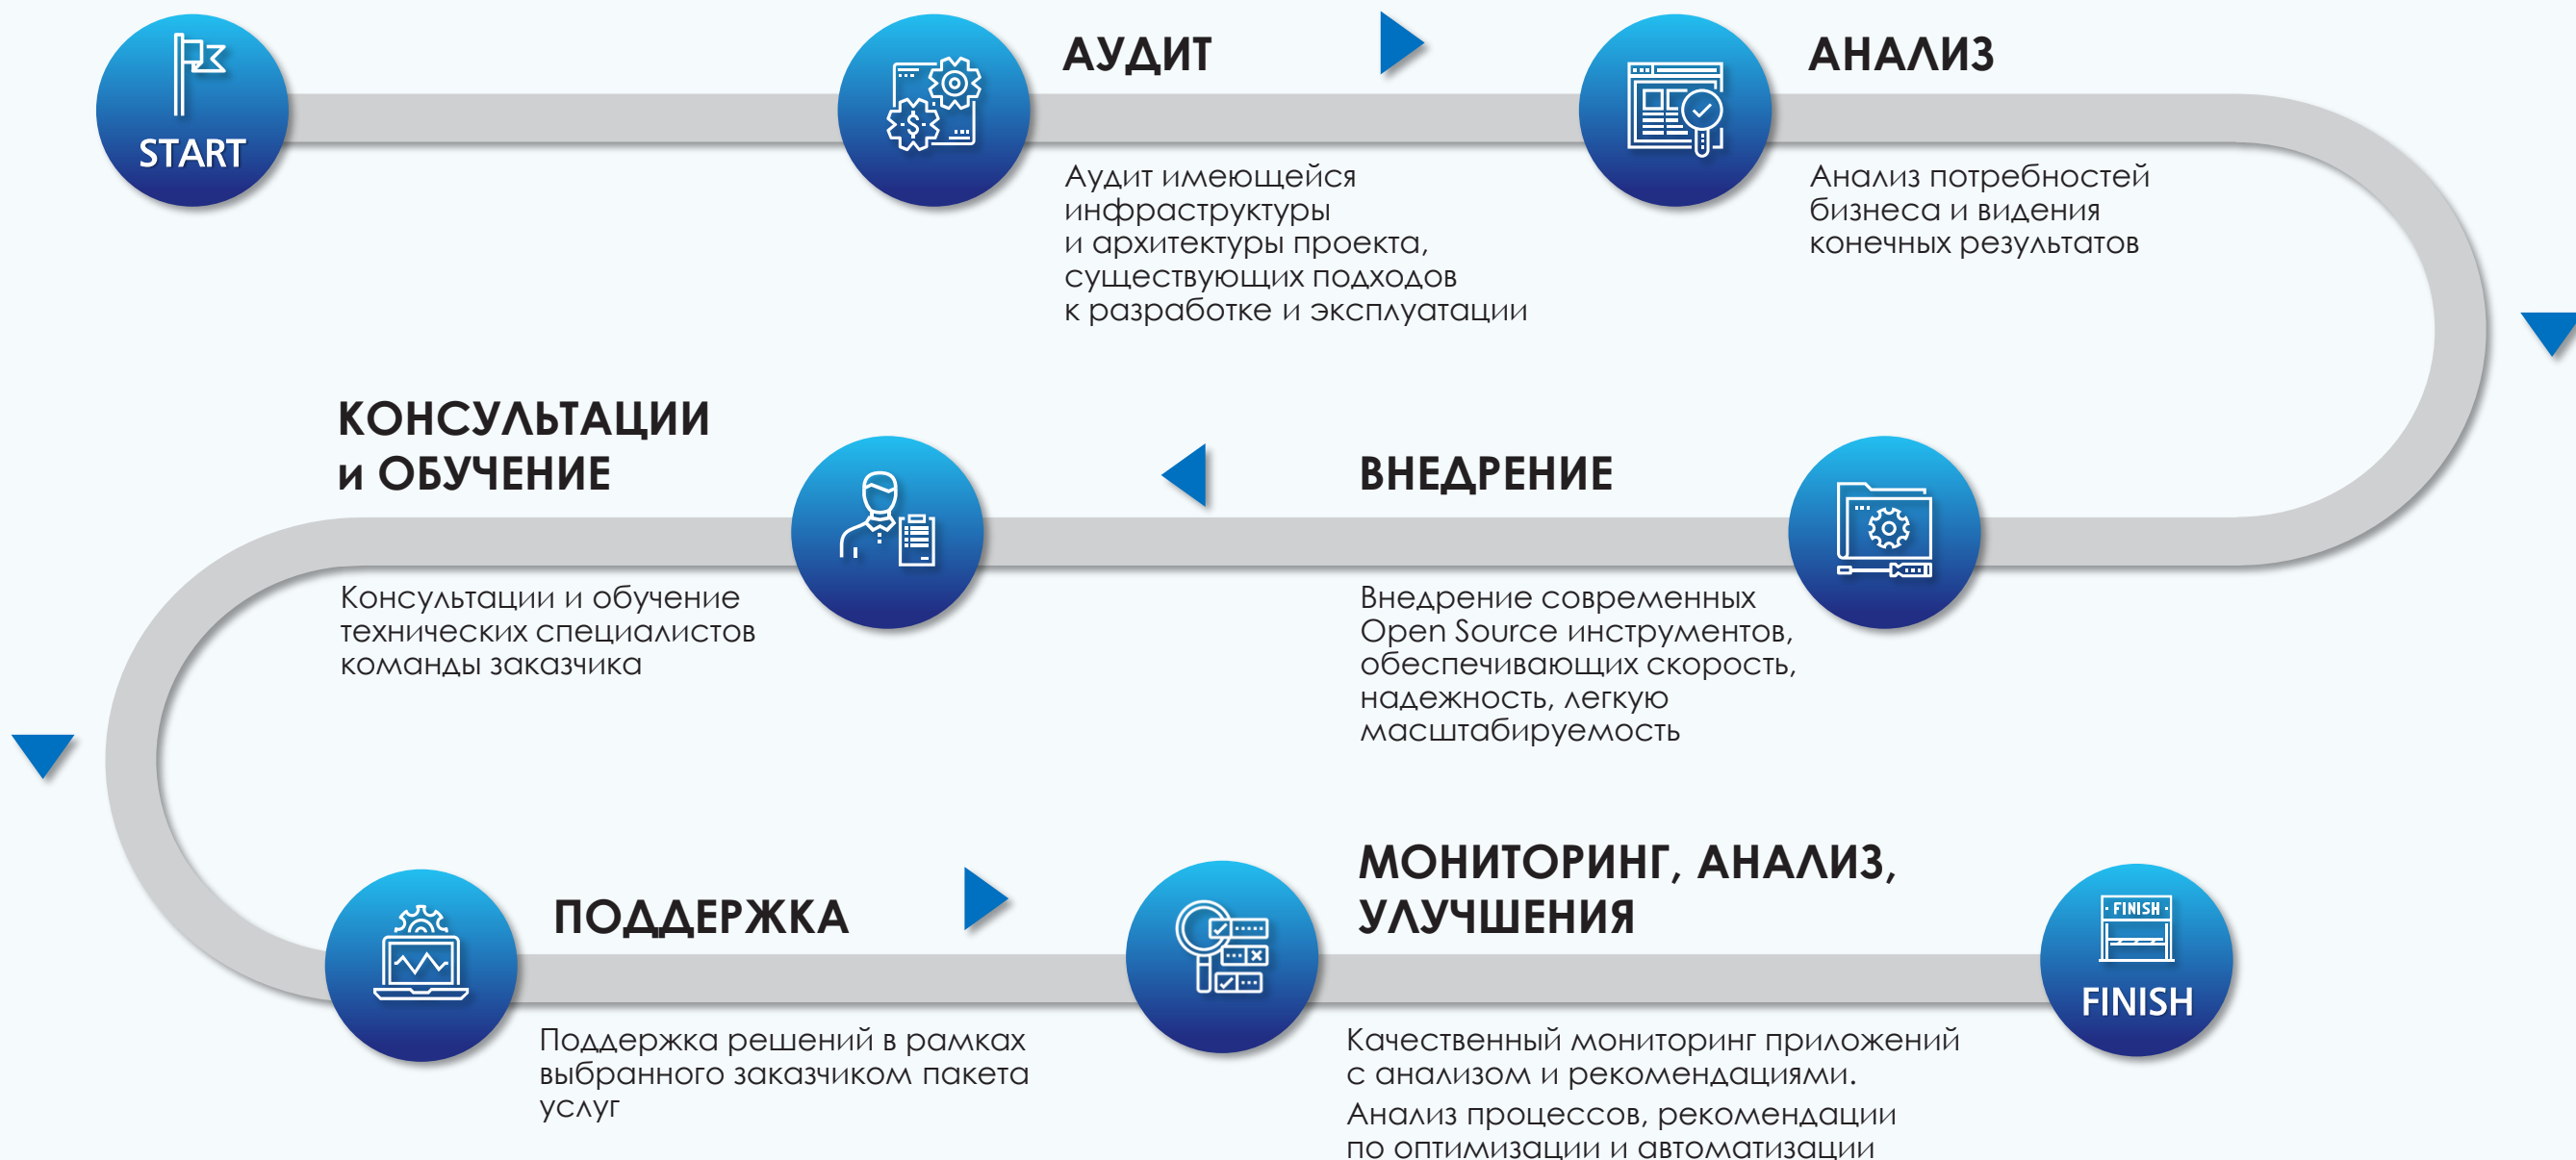 START
АУДИТ
Аудит имеющейся
инфраструктуры
и архитектуры проекта,
существующих подходов
к разработке и эксплуатации
АНАЛИЗ
Анализ потребностей
бизнеса и видения
конечных результатов
ВНЕДРЕНИЕ
Внедрение современных
Open Source инструментов,
обеспечивающих скорость,
надежность, легкую
масштабируемость
КОНСУЛЬТАЦИИ
и ОБУЧЕНИЕ
Консультации и обучение
технических специалистов
команды заказчика
ПОДДЕРЖКА
Поддержка решений в рамках
выбранного заказчиком пакета
услуг
МОНИТОРИНГ, АНАЛИЗ,
УЛУЧШЕНИЯ
Качественный мониторинг приложений
с анализом и рекомендациями.
Анализ процессов, рекомендации
по оптимизации и автоматизации
FINISH
FINISH